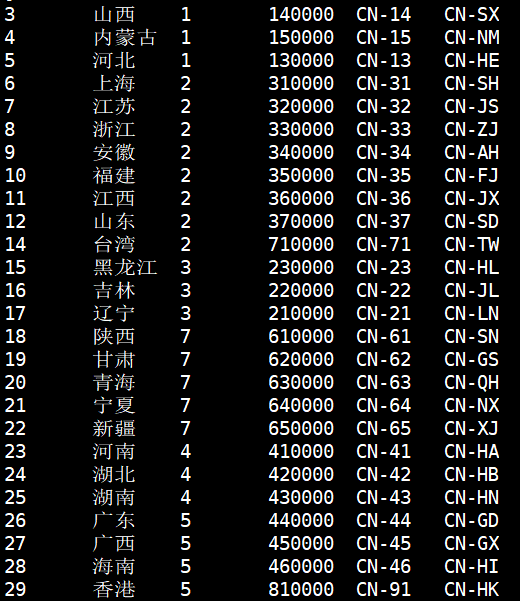 3 山西 1 140000 CN-14 CN-SX
4 内蒙古 1 150000 CN-15 CN-NM
5 河北 1 130000 CN-13 CN-HE
6 上海 2 310000 CN-31 CN-SH
7 江苏 2 320000 CN-32 CN-JS
8 浙江 2 330000 CN-33 CN-ZJ
9 安徽 2 340000 CN-34 CN-AH
10 福建 2 350000 CN-35 CN-FJ
11 江西 2 360000 CN-36 CN-JX
12 山东 2 370000 CN-37 CN-SD
14 台湾 2 710000 CN-71 CN-TW
15 黑龙江 3 230000 CN-23 CN-HL
16 吉林 3 220000 CN-22 CN-JL
17 辽宁 3 210000 CN-21 CN-LN
18 陕西 7 610000 CN-61 CN-SN
19 甘肃 7 620000 CN-62 CN-GS
20 青海 7 630000 CN-63 CN-QH
21 宁夏 7 640000 CN-64 CN-NX
22 新疆 7 650000 CN-65 CN-XJ
23 河南 4 410000 CN-41 CN-HA
24 湖北 4 420000 CN-42 CN-HB
25 湖南 4 430000 CN-43 CN-HN
26 广东 5 440000 CN-44 CN-GD
27 广西 5 450000 CN-45 CN-GX
28 海南 5 460000 CN-46 CN-HI
29 香港 5 810000 CN-91 CN-HK